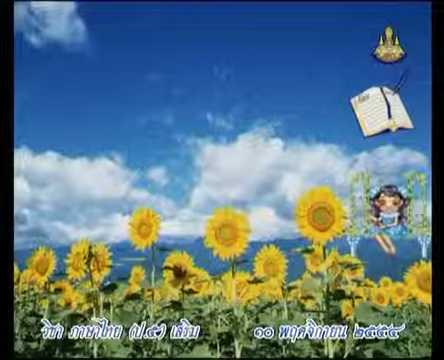 วิชา ภาษาไทย (ป.๕) เสริม ๑๐ พฤศจิกายน ๒๕๕๔